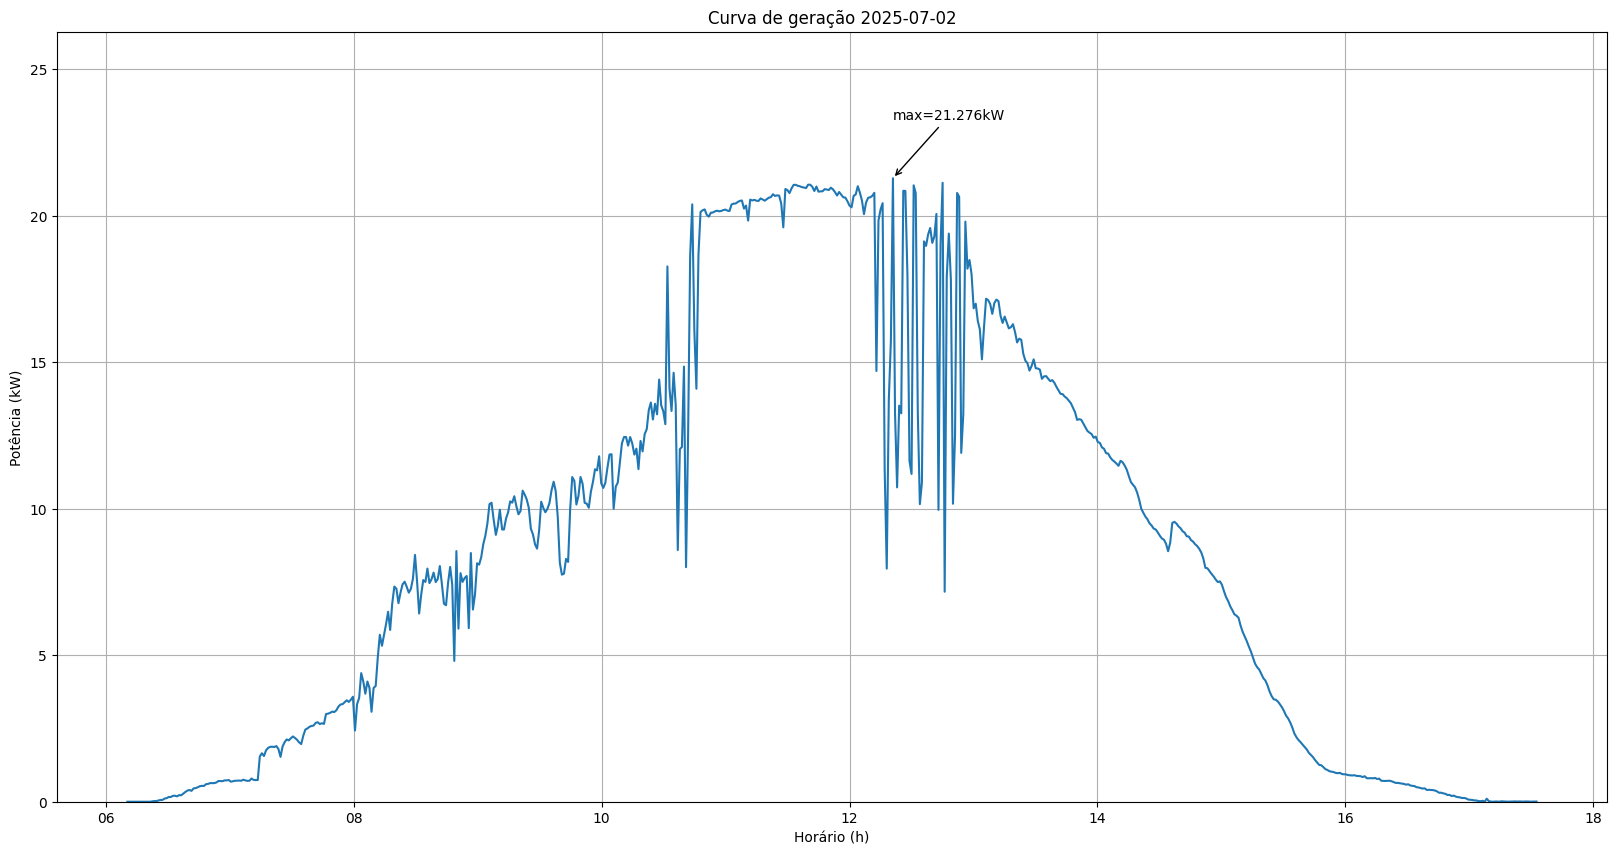 Curva de geração 2025-07-02
25
max=21.276kW
20
15
Potência (kW)
10
5
0
06 08 10 12 14 16 18
Horário (h)